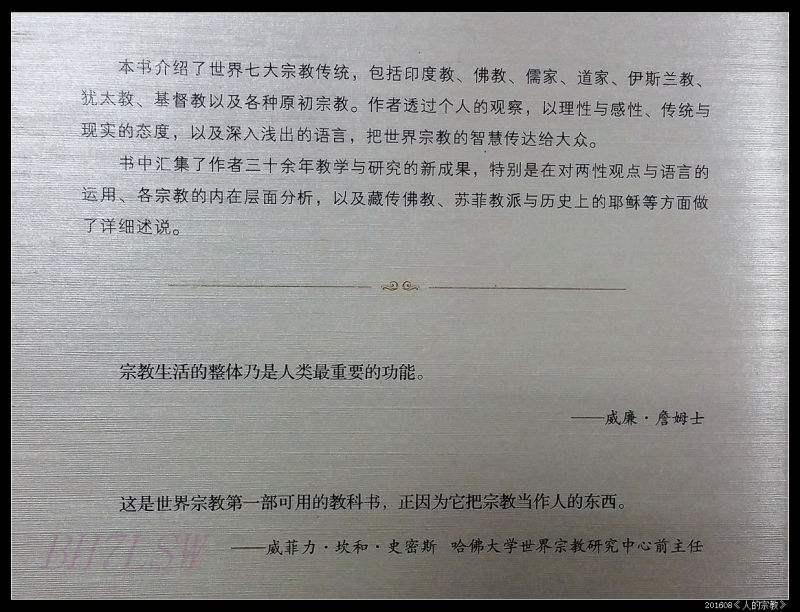 本书介绍了世界七大宗教传统，包括印度教、佛教、儒家、道家、伊斯兰教、
犹太教、基督教以及各种原初宗教。作者透过个人的观察，以理性与感性、传统与
现实的态度，以及深入浅出的语言，把世界宗教的智慧传达给大众。
书中汇集了作者三十余年教学与研究的新成果，特别是在对两性观点与语言的
运用、各宗教的内在层面分析，以及藏传佛教、苏菲教派与历史上的耶稣等方面做
了详细述说。
宗教生活的整体乃是人类最重要的功能。
——威廉·詹姆士
这是世界宗教第一部可用的教科书，正因为它把宗教当作人的东西。
——威菲力·坎和·史密斯 哈佛大学世界宗教研究中心前主任
BH7LSW
201608《人的宗教》